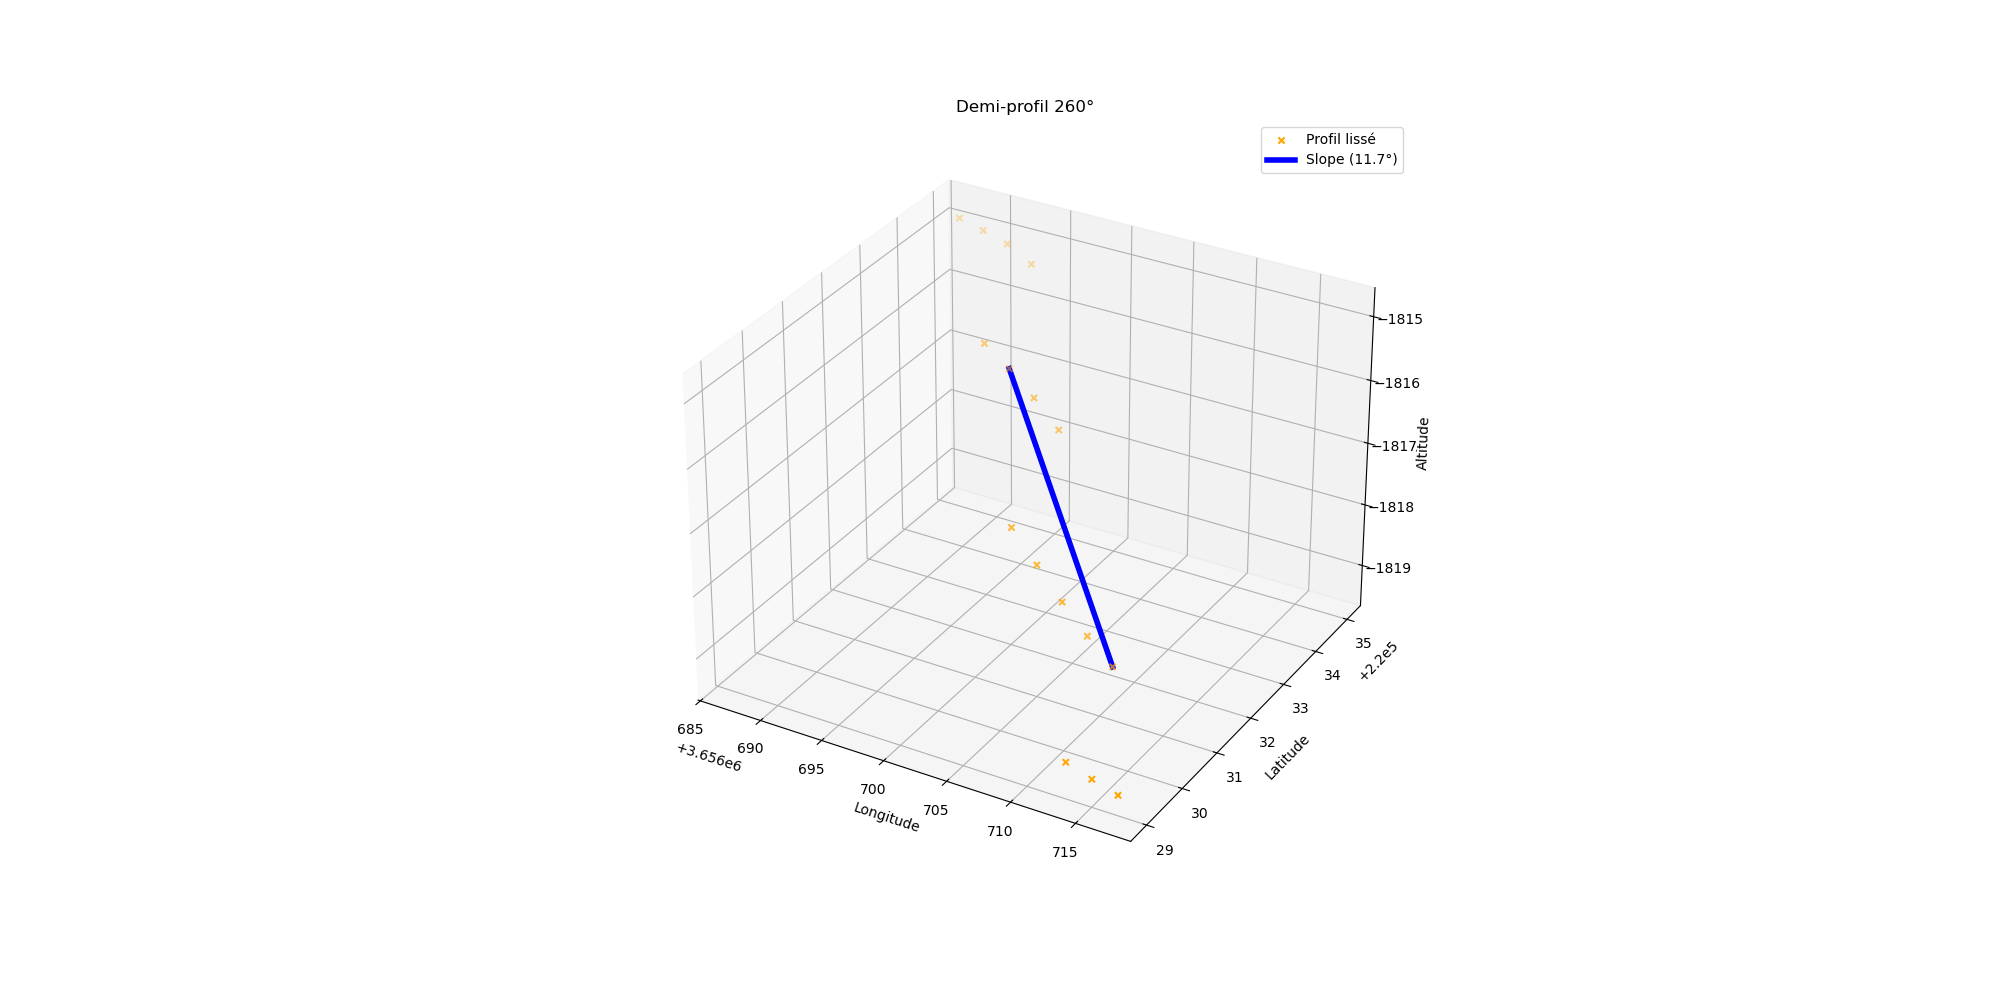 Demi-profil 260°
Profil lissé
Slope (11.7°)
−1815
−1816
−1817
−1818
−1819
Altitude
35
34
33
32
31
30
29
+2.2e5
Latitude
685
690
695
700
705
710
715
+3.656e6
Longitude